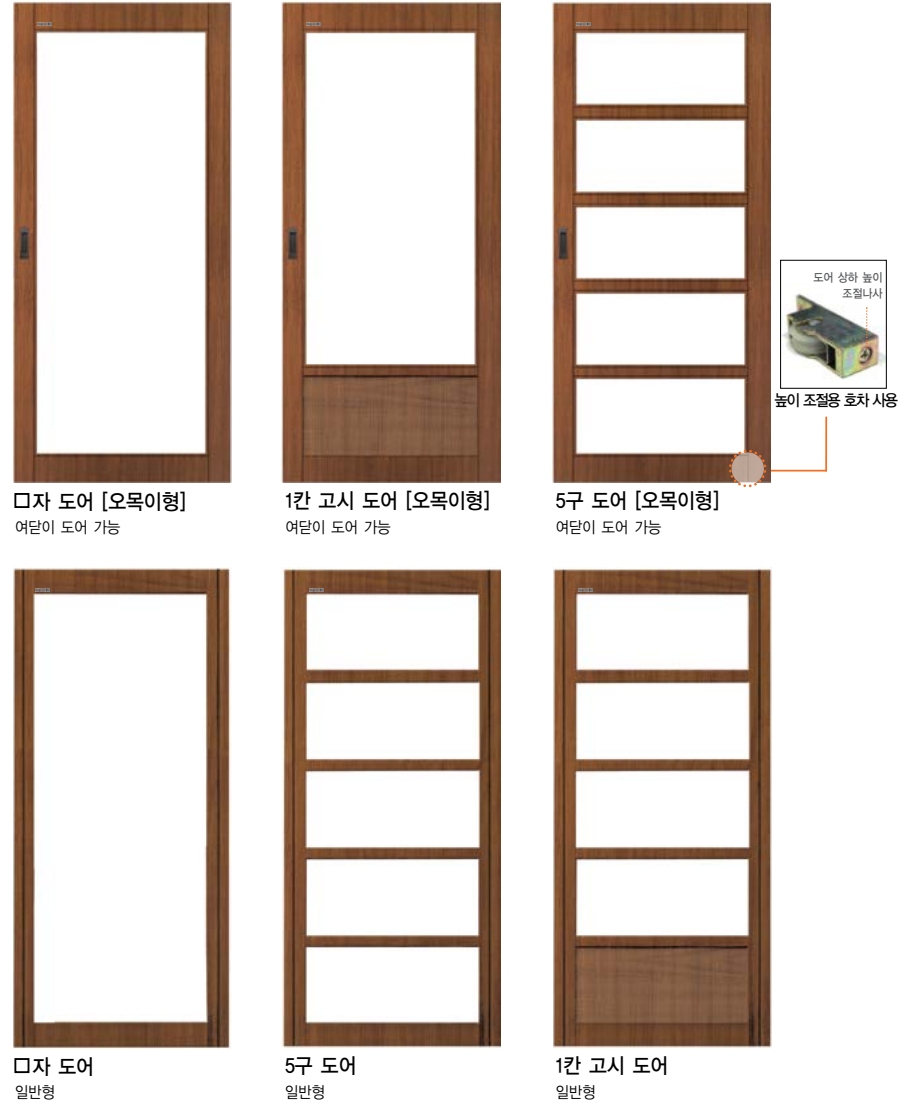 도어 상하 높이
조절나사
높이 조절용 호차 사용
ㅁ자 도어 [오목이형]
여닫이 도어 가능
1칸 고시 도어 [오목이형]
여닫이 도어 가능
5구 도어 [오목이형]
여닫이 도어 가능
ㅁ자 도어
일반형
5구 도어
일반형
1칸 고시 도어
일반형